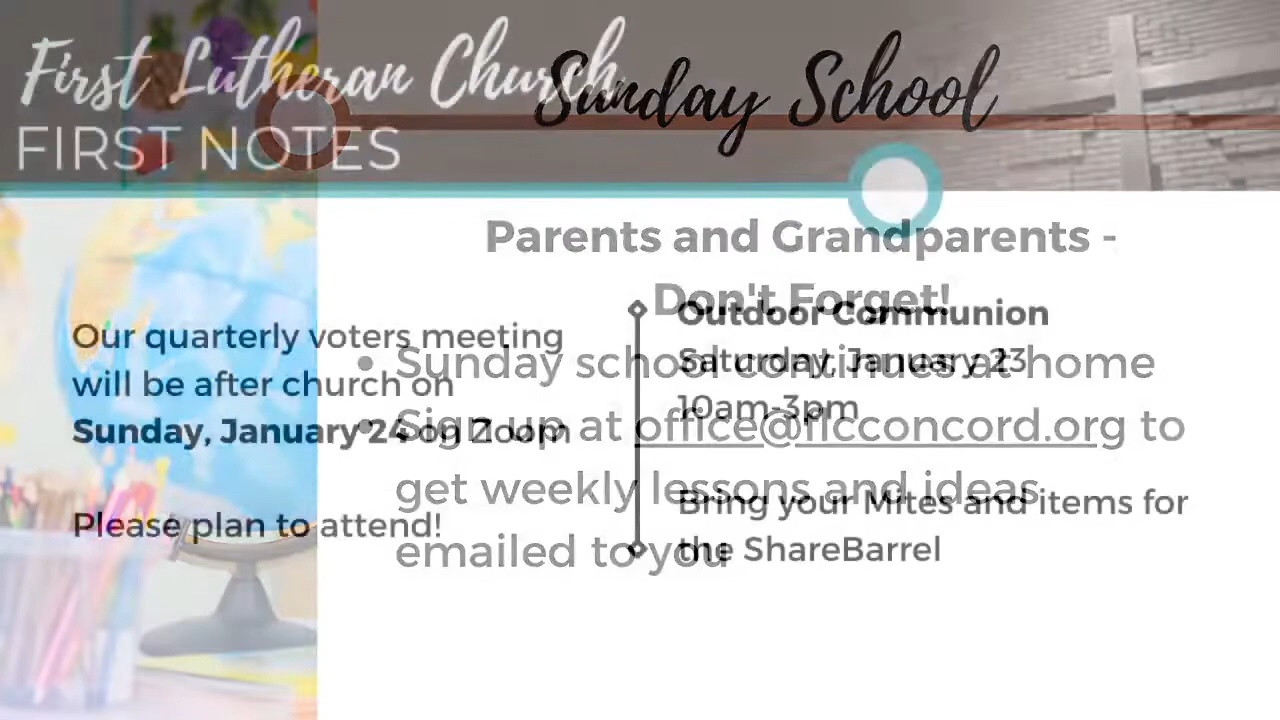 First Lutheran Church
FIRST NOTES
Sunday School
Parents and Grandparents -
Don't Forget!
• Sunday school continues at home
• Sign up at office@flcconcord.org to
get weekly lessons and ideas
emailed to you
Our quarterly voters meeting
will be after church on
Sunday, January 24 on Zoom
Please plan to attend!
Outdoor Communion
Saturday, January 23
10am-3pm
Bring your Mites and items for
the ShareBarrel